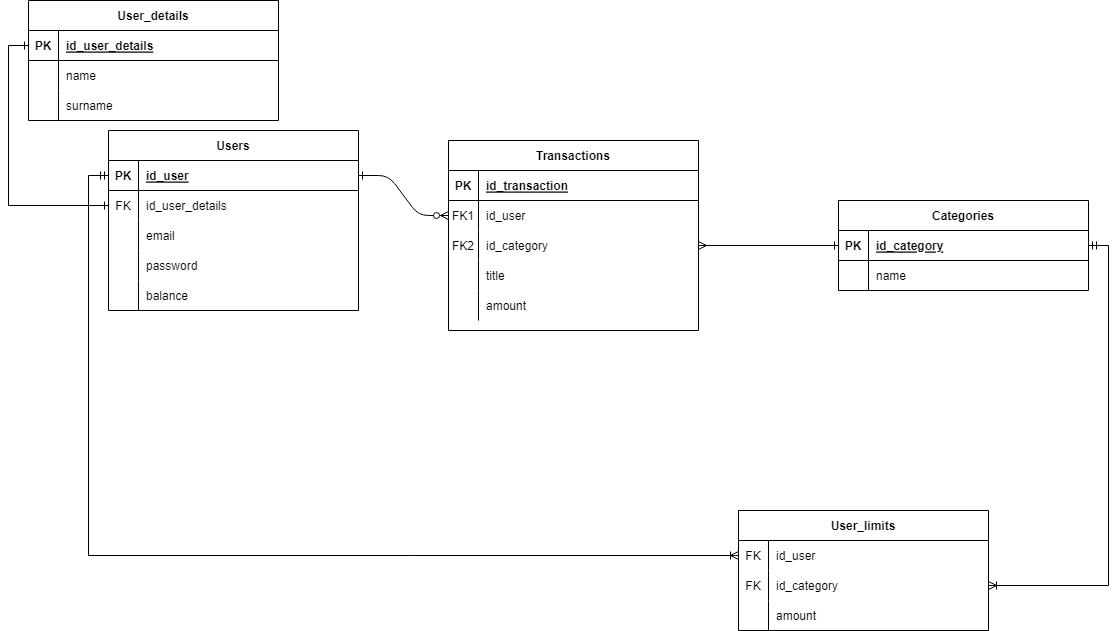 User_details
PK id_user_details
name
surname
Users
PK id_user
FK id_user_details
email
password
balance
Transactions
PK id_transaction
FK1 id_user
FK2 id_category
title
amount
Categories
PK id_category
name
User_limits
FK id_user
FK id_category
amount